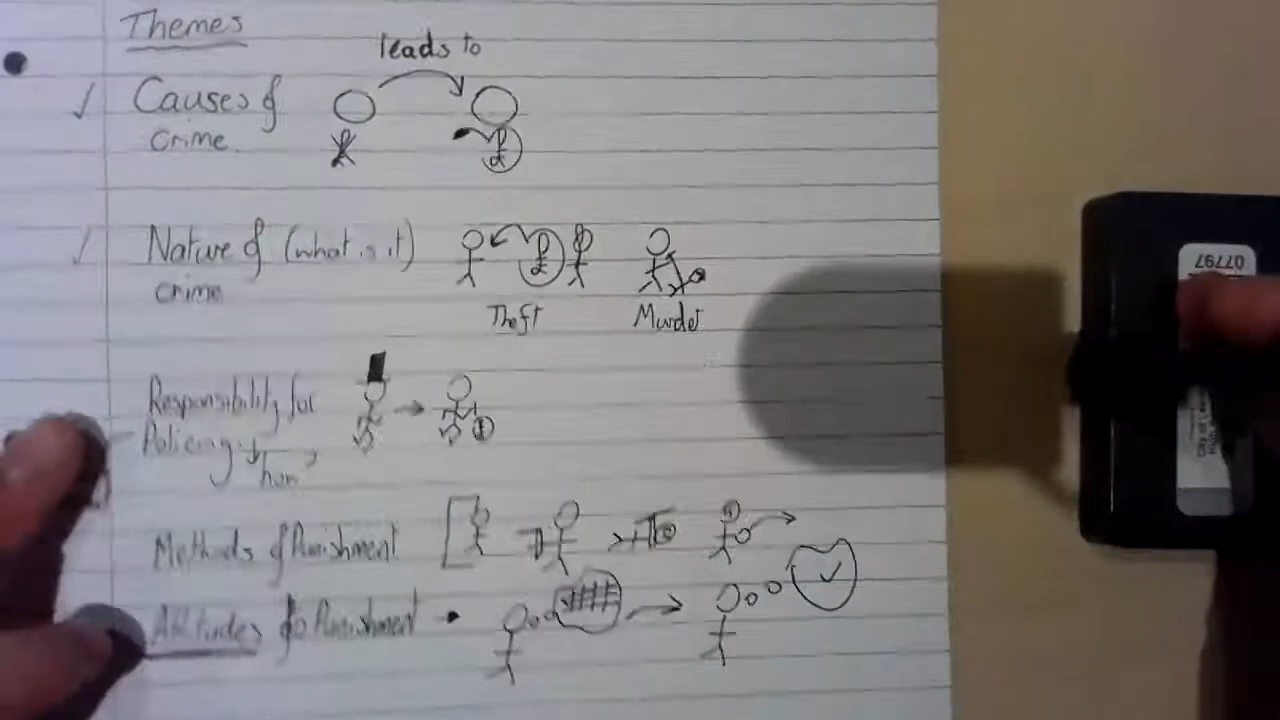 Themes
leads to
Causes of
crime
Nature of (what is it)
crime
Theft Murder
Responsibility for
Policing
Methods of Punishment
Attitudes to Punishment
07797